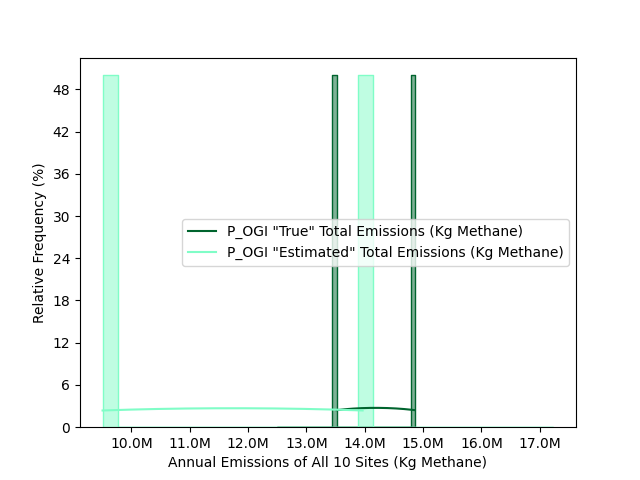 48
42
36
30
24
18
12
6
0
Relative Frequency (%)
P_OGI "True" Total Emissions (Kg Methane)
P_OGI "Estimated" Total Emissions (Kg Methane)
10.0M 11.0M 12.0M 13.0M 14.0M 15.0M 16.0M 17.0M
Annual Emissions of All 10 Sites (Kg Methane)